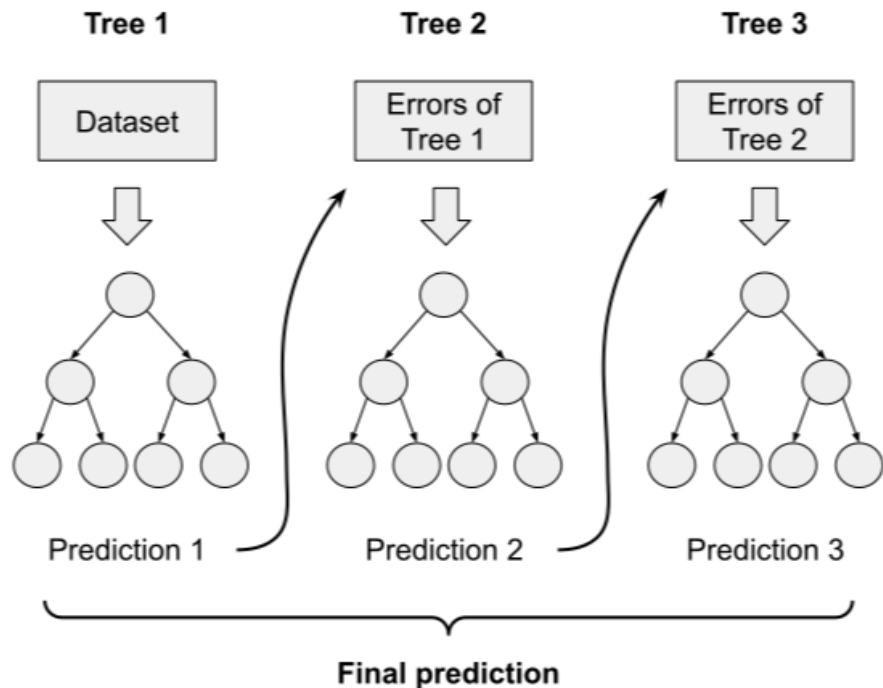 Tree 1
Tree 2
Tree 3
Dataset
Errors of
Tree 1
Errors of
Tree 2
Prediction 1
Prediction 2
Prediction 3
Final prediction